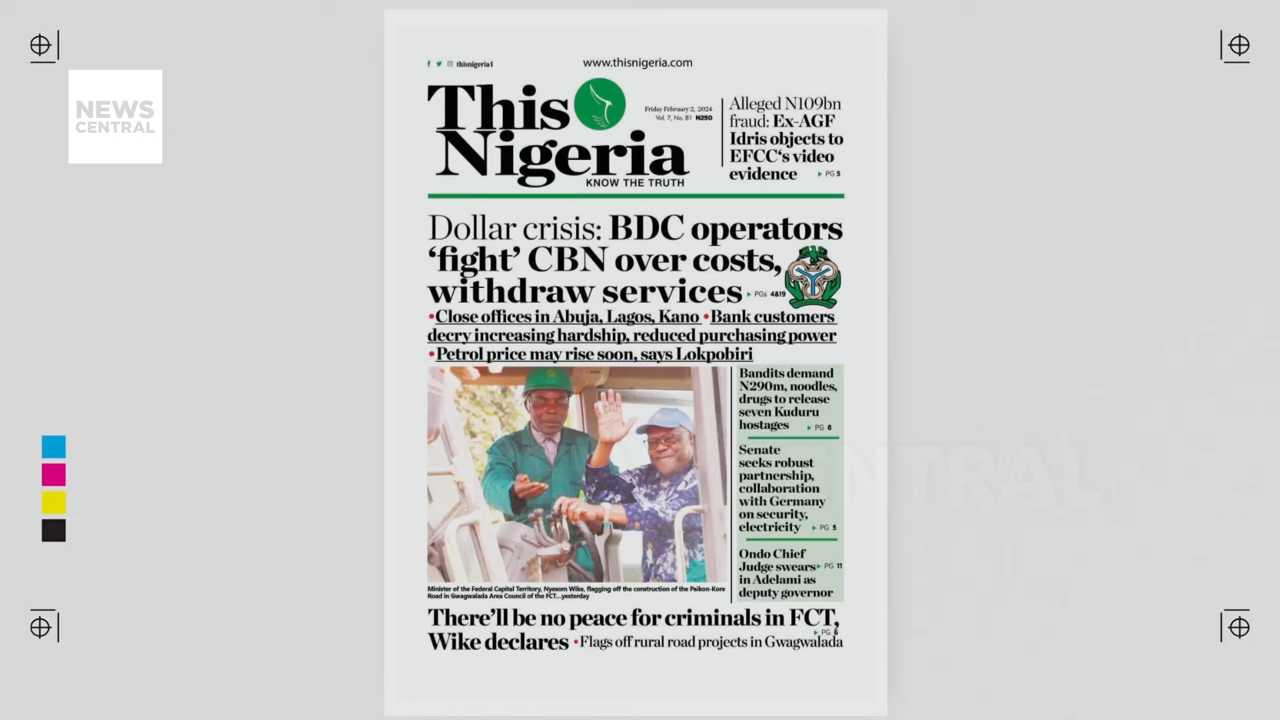 NEWS
CENTRAL
thisnigeria1
www.thisnigeria.com
This
Nigeria
KNOW THE TRUTH
Friday February 2, 2024
Vol. 7, No. 81 N250
Alleged N109bn
fraud: Ex-AGF
Idris objects to
EFCC's video
evidence
PG 5
Dollar crisis: BDC operators
'fight' CBN over costs,
withdraw services
PGs 4&19
•Close offices in Abuja, Lagos, Kano •Bank customers
decry increasing hardship, reduced purchasing power
•Petrol price may rise soon, says Lokpobiri
Minister of the Federal Capital Territory, Nyesom Wike, flagging off the construction of the Paikon-Kore
Road in Gwagwalada Area Council of the FCT...yesterday
Bandits demand
N290m, noodles,
drugs to release
seven Kuduru
hostages
PG 6
Senate
seeks robust
partnership,
collaboration
with Germany
on security,
electricity
PG 5
Ondo Chief
Judge swears PG 11
in Adelami as
deputy governor
There'll be no peace for criminals in FCT,
Wike declares •Flags off rural road projects in Gwagwalada
PG 6